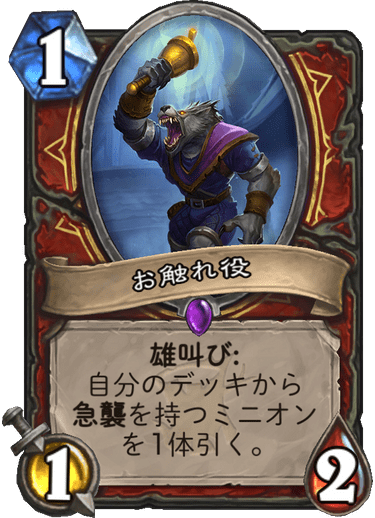 1
お触れ役
雄叫び:
自分のデッキから
急襲を持つミニオン
を1体引く。
1
2